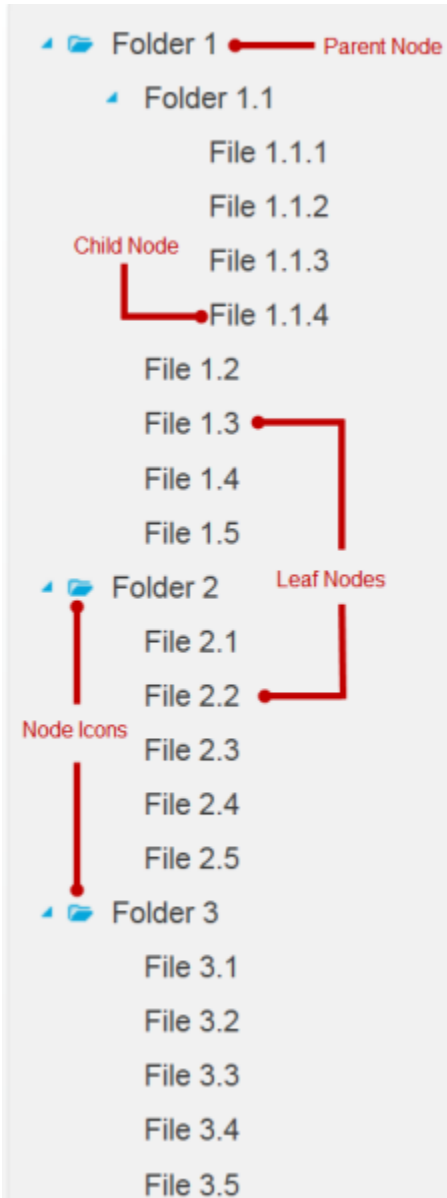 Folder 1
Parent Node
Folder 1.1
File 1.1.1
File 1.1.2
Child Node
File 1.1.3
File 1.1.4
File 1.2
File 1.3
File 1.4
File 1.5
Leaf Nodes
Folder 2
File 2.1
File 2.2
Node Icons
File 2.3
File 2.4
File 2.5
Folder 3
File 3.1
File 3.2
File 3.3
File 3.4
File 3.5